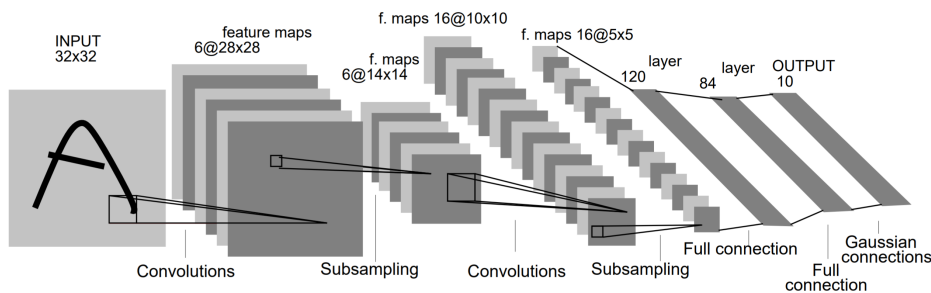 INPUT
32x32
feature maps
6@28x28
f. maps
6@14x14
f. maps 16@10x10
f. maps 16@5x5
layer
120
layer
84
OUTPUT
10
Convolutions
Subsampling
Convolutions
Subsampling
Full connection
Full
connection
Gaussian
connections